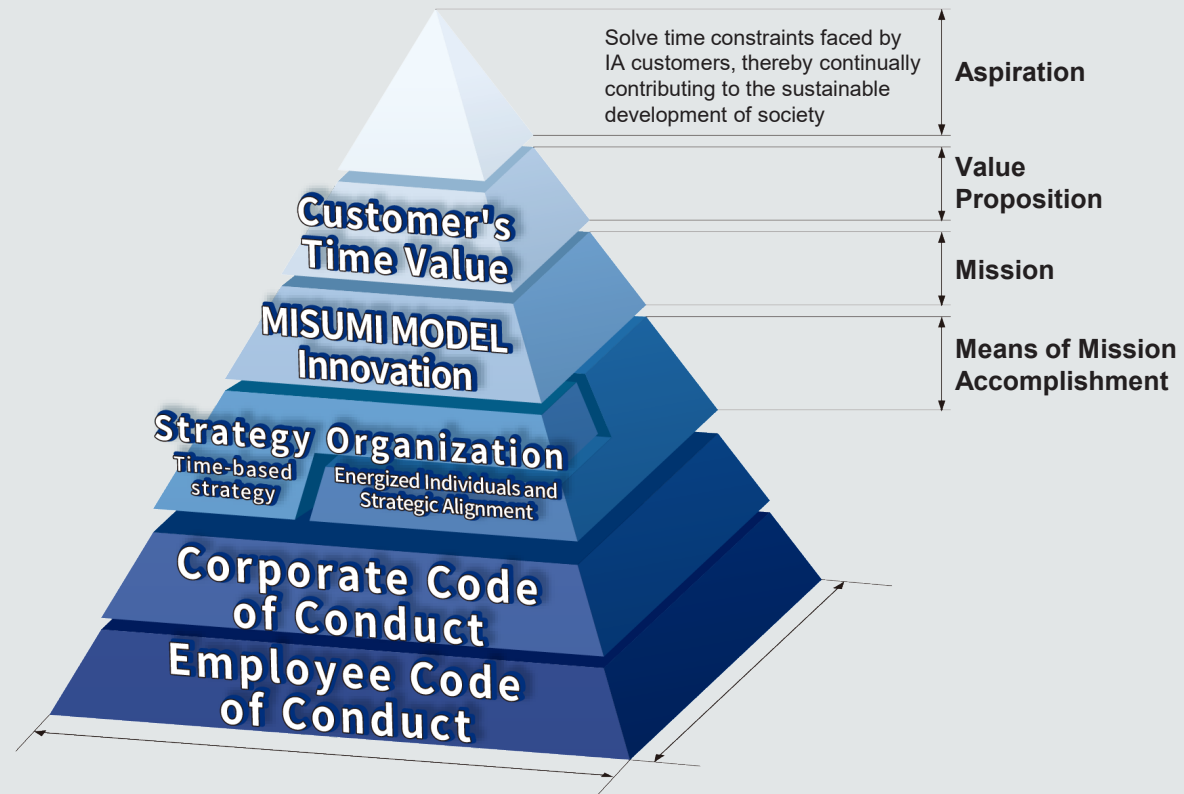 Solve time constraints faced by
IA customers, thereby continually
contributing to the sustainable
development of society
Aspiration
Customer's
Time Value
Value
Proposition
MISUMI MODEL
Innovation
Mission
Strategy
Time-based
strategy
Organization
Energized Individuals and
Strategic Alignment
Means of Mission
Accomplishment
Corporate Code
of Conduct
Employee Code
of Conduct